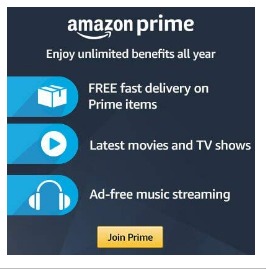 amazon prime
Enjoy unlimited benefits all year
FREE fast delivery on
Prime items
Latest movies and TV shows
Ad-free music streaming
Join Prime